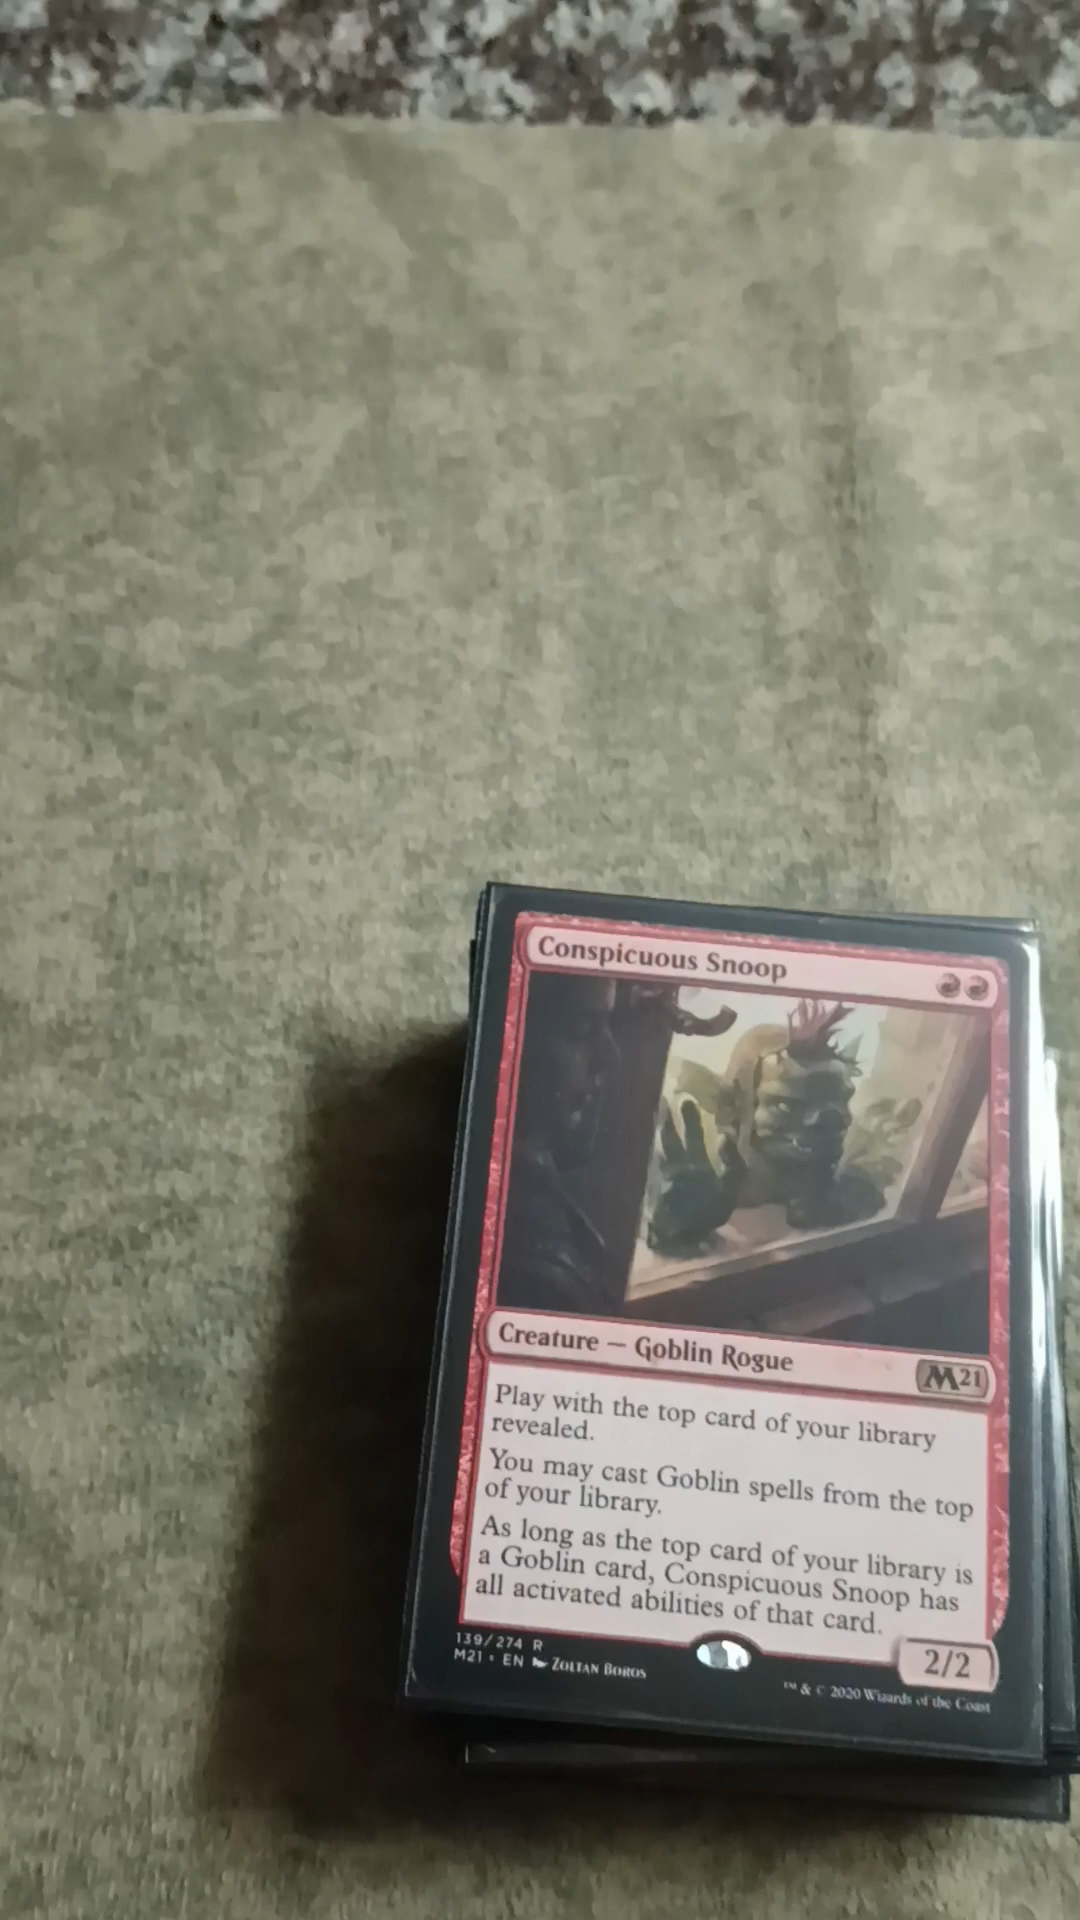 Conspicuous Snoop
Creature — Goblin Rogue
M21
Play with the top card of your library
revealed.
You may cast Goblin spells from the top
of your library.
As long as the top card of your library is
a Goblin card, Conspicuous Snoop has
all activated abilities of that card.
2/2
139/274 R
M21 • EN Zoltan Boros
™ & © 2020 Wizards of the Coast